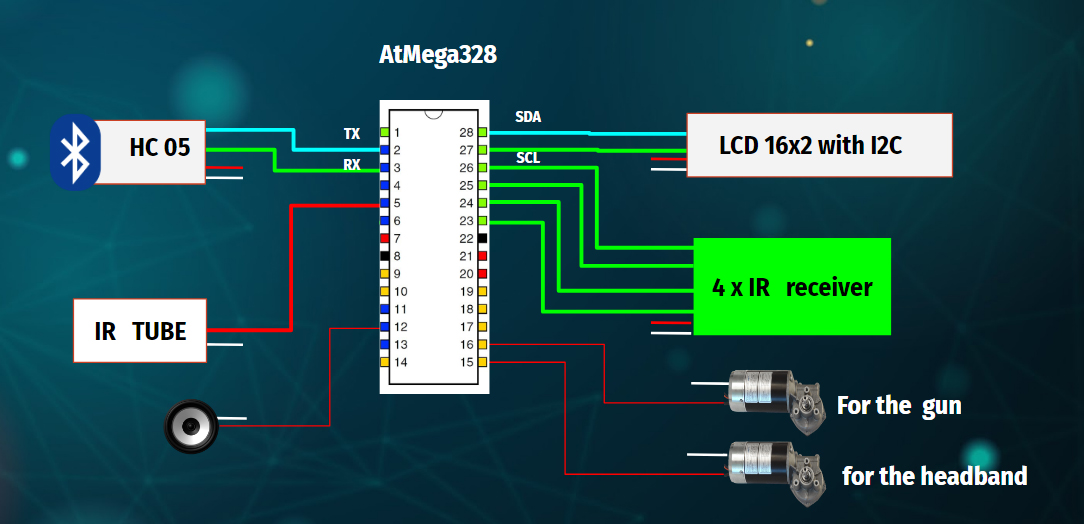 AtMega328
HC 05
TX
RX
SDA
SCL
LCD 16x2 with I2C
1 28
2 27
3 26
4 25
5 24
6 23
7 22
8 21
9 20
10 19
11 18
12 17
13 16
14 15
4 x IR receiver
IR TUBE
For the gun
for the headband